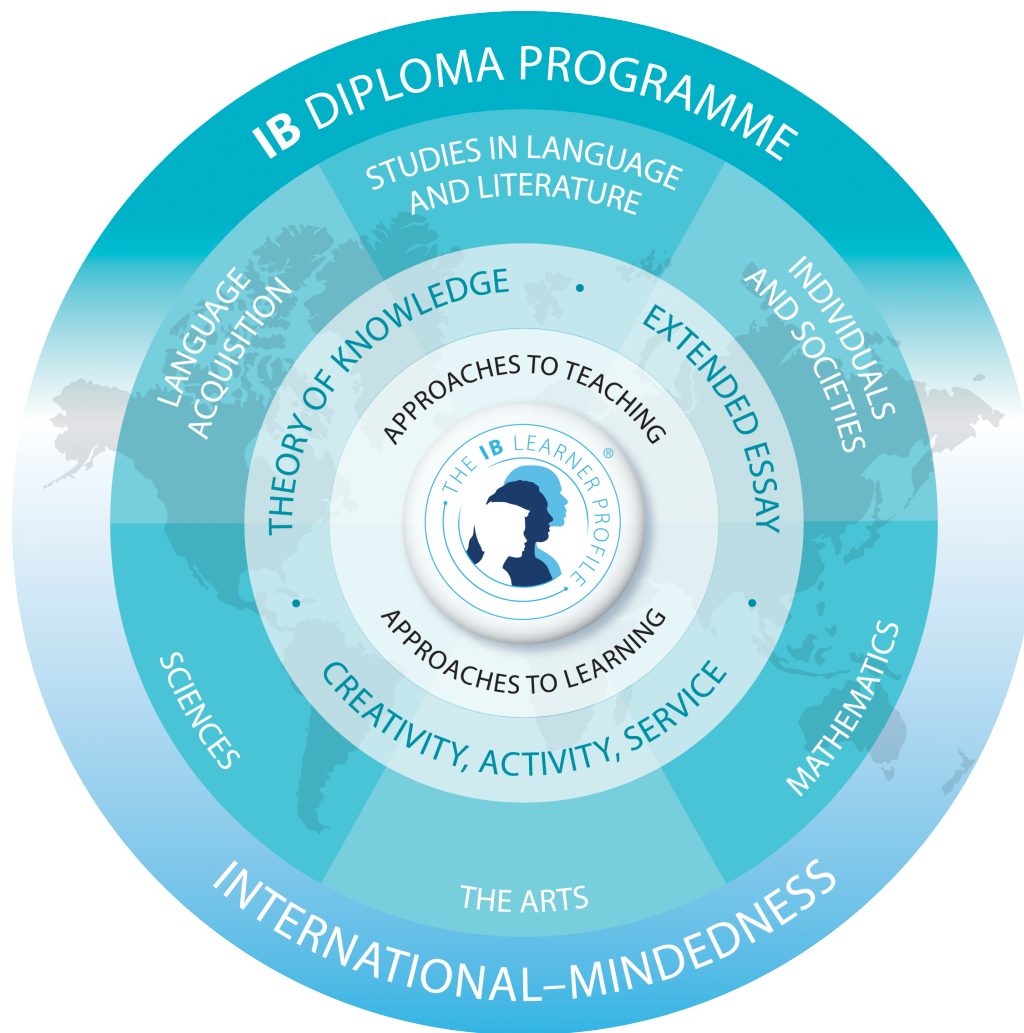 IB DIPLOMA PROGRAMME
STUDIES IN LANGUAGE
AND LITERATURE
LANGUAGE
ACQUISITION
INDIVIDUALS
AND SOCIETIES
THEORY OF KNOWLEDGE
•
EXTENDED ESSAY
APPROACHES TO TEACHING
THE IB LEARNER PROFILE
®
APPROACHES TO LEARNING
•
CREATIVITY, ACTIVITY, SERVICE
•
SCIENCES
MATHEMATICS
THE ARTS
INTERNATIONAL–MINDEDNESS